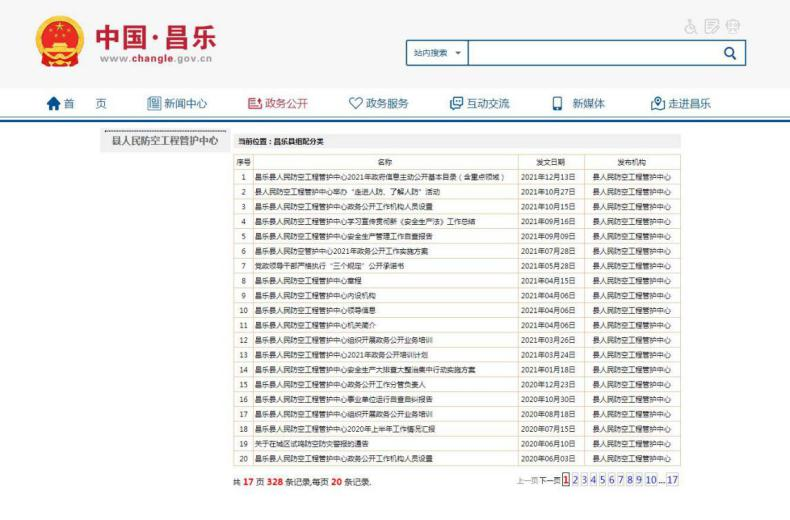 中国·昌乐
www.changle.gov.cn
站内搜索
首 页 新闻中心 政务公开 政务服务 互动交流 新媒体 走进昌乐
县人民防空工程管护中心
当前位置：昌乐县组配分类
序号 名称 发文日期 发布机构
1 昌乐县人民防空工程管护中心2021年政府信息主动公开基本目录（含重点领域） 2021年12月13日 县人民防空工程管护中心
2 县人民防空工程管护中心举办“走进人防、了解人防”活动 2021年10月27日 县人民防空工程管护中心
3 昌乐县人民防空工程管护中心政务公开工作机构人员设置 2021年10月15日 县人民防空工程管护中心
4 昌乐县人民防空工程管护中心学习宣传贯彻新《安全生产法》工作总结 2021年09月16日 县人民防空工程管护中心
5 昌乐县人民防空工程管护中心安全生产管理工作自查报告 2021年09月09日 县人民防空工程管护中心
6 昌乐县人民防空管护中心2021年政务公开工作实施方案 2021年07月28日 县人民防空工程管护中心
7 党政领导干部严格执行“三个规定”公开承诺书 2021年05月28日 县人民防空工程管护中心
8 昌乐县人民防空工程管护中心章程 2021年04月15日 县人民防空工程管护中心
9 昌乐县人民防空工程管护中心内设机构 2021年04月06日 县人民防空工程管护中心
10 昌乐县人民防空工程管护中心领导信息 2021年04月06日 县人民防空工程管护中心
11 昌乐县人民防空工程管护中心机关简介 2021年04月06日 县人民防空工程管护中心
12 昌乐县人民防空工程管护中心组织开展政务公开业务培训 2021年03月26日 县人民防空工程管护中心
13 昌乐县人民防空工程管护中心2021年政务公开培训计划 2021年03月24日 县人民防空工程管护中心
14 昌乐县人民防空工程管护中心安全生产大排查大整治集中行动实施方案 2021年01月18日 县人民防空工程管护中心
15 昌乐县人民防空工程管护中心政务公开工作分管负责人 2020年12月23日 县人民防空工程管护中心
16 昌乐县人民防空工程管护中心事业单位运行自查自纠报告 2020年10月30日 县人民防空工程管护中心
17 昌乐县人民防空工程管护中心组织开展政务公开业务培训 2020年08月18日 县人民防空工程管护中心
18 昌乐县人民防空工程管护中心2020年上半年工作情况汇报 2020年07月15日 县人民防空工程管护中心
19 关于在城区试鸣防空防灾警报的通告 2020年06月10日 县人民防空工程管护中心
20 昌乐县人民防空工程管护中心政务公开工作机构人员设置 2020年06月03日 县人民防空工程管护中心
共 17 页 328 条记录,每页 20 条记录. 上一页 下一页 1 2 3 4 5 6 7 8 9 10 ... 17